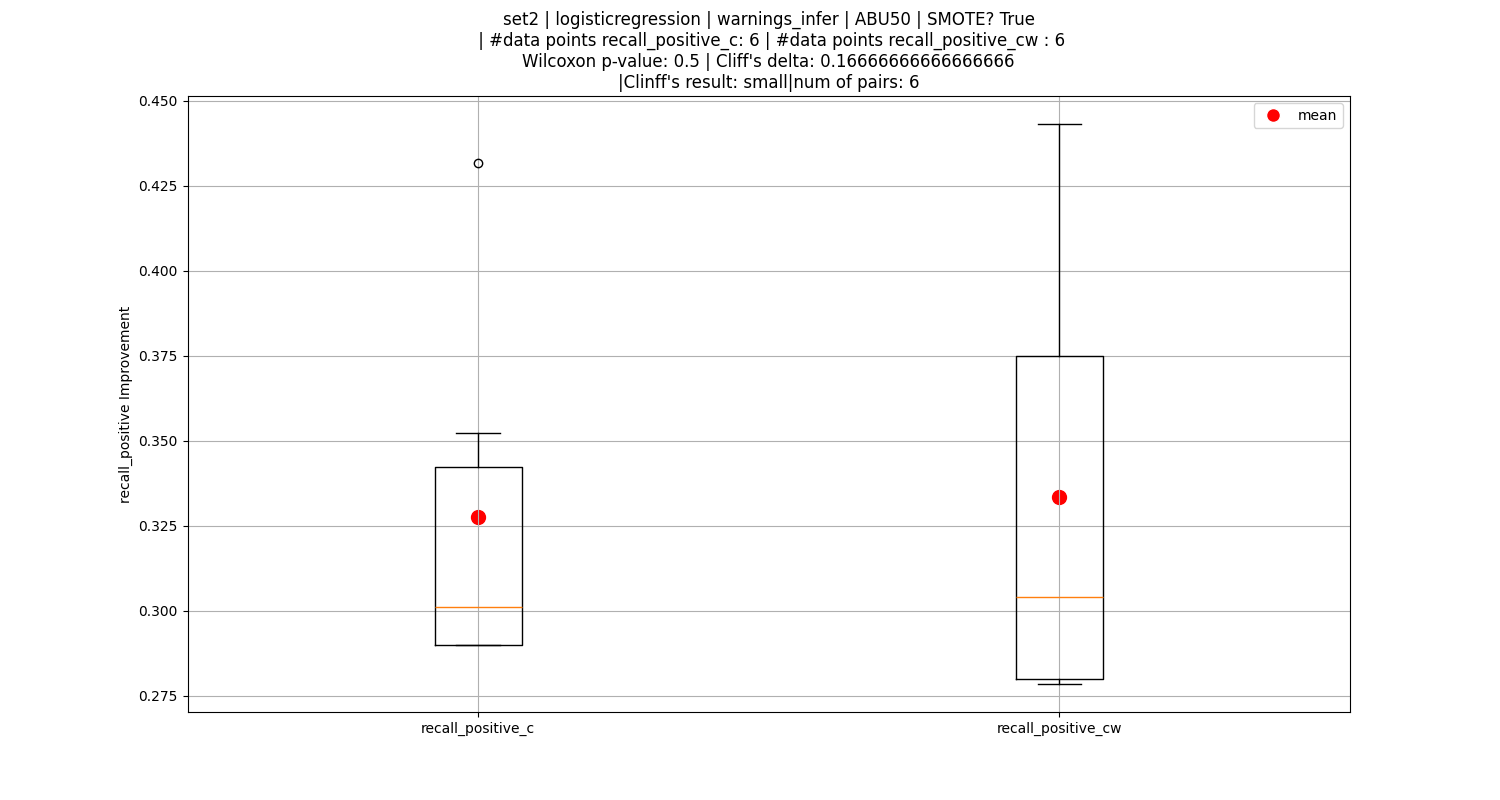 set2 | logisticregression | warnings_infer | ABU50 | SMOTE? True
| #data points recall_positive_c: 6 | #data points recall_positive_cw : 6
Wilcoxon p-value: 0.5 | Cliff's delta: 0.16666666666666666
|Clinff's result: small|num of pairs: 6
mean
0.450
0.425
0.400
0.375
0.350
0.325
0.300
0.275
recall_positive Improvement
recall_positive_c
recall_positive_cw